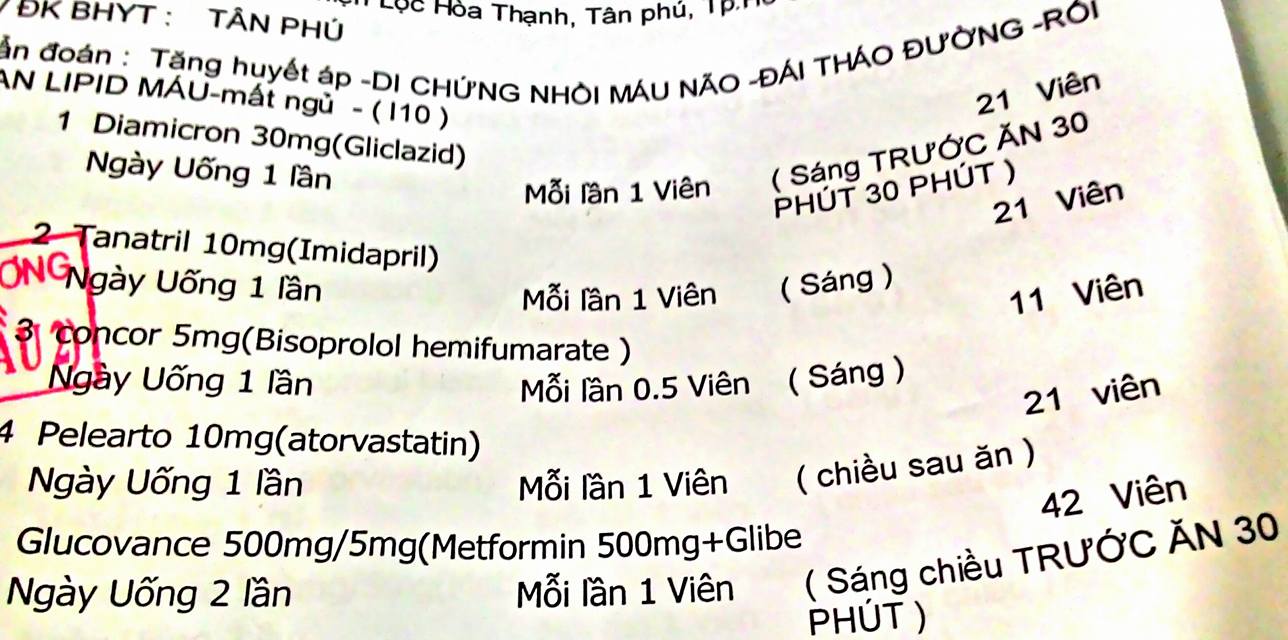 Lộc Hòa Thạnh, Tân phú,
ĐK BHYT : TÂN PHÚ
ẩn đoán : Tăng huyết áp -DI CHỨNG NHỒI MÁU NÃO -ĐÁI THÁO ĐƯỜNG -RỐI
AN LIPID MÁU-mất ngủ - ( I10 )
1 Diamicron 30mg(Gliclazid) 21 Viên
Ngày Uống 1 lần Mỗi lần 1 Viên ( Sáng TRƯỚC ĂN 30
PHÚT 30 PHÚT )
2 Tanatril 10mg(Imidapril) 21 Viên
Ngày Uống 1 lần Mỗi lần 1 Viên ( Sáng )
3 concor 5mg(Bisoprolol hemifumarate ) 11 Viên
Ngày Uống 1 lần Mỗi lần 0.5 Viên ( Sáng )
4 Pelearto 10mg(atorvastatin) 21 viên
Ngày Uống 1 lần Mỗi lần 1 Viên ( chiều sau ăn )
Glucovance 500mg/5mg(Metformin 500mg+Glibe 42 Viên
Ngày Uống 2 lần Mỗi lần 1 Viên ( Sáng chiều TRƯỚC ĂN 30
PHÚT )